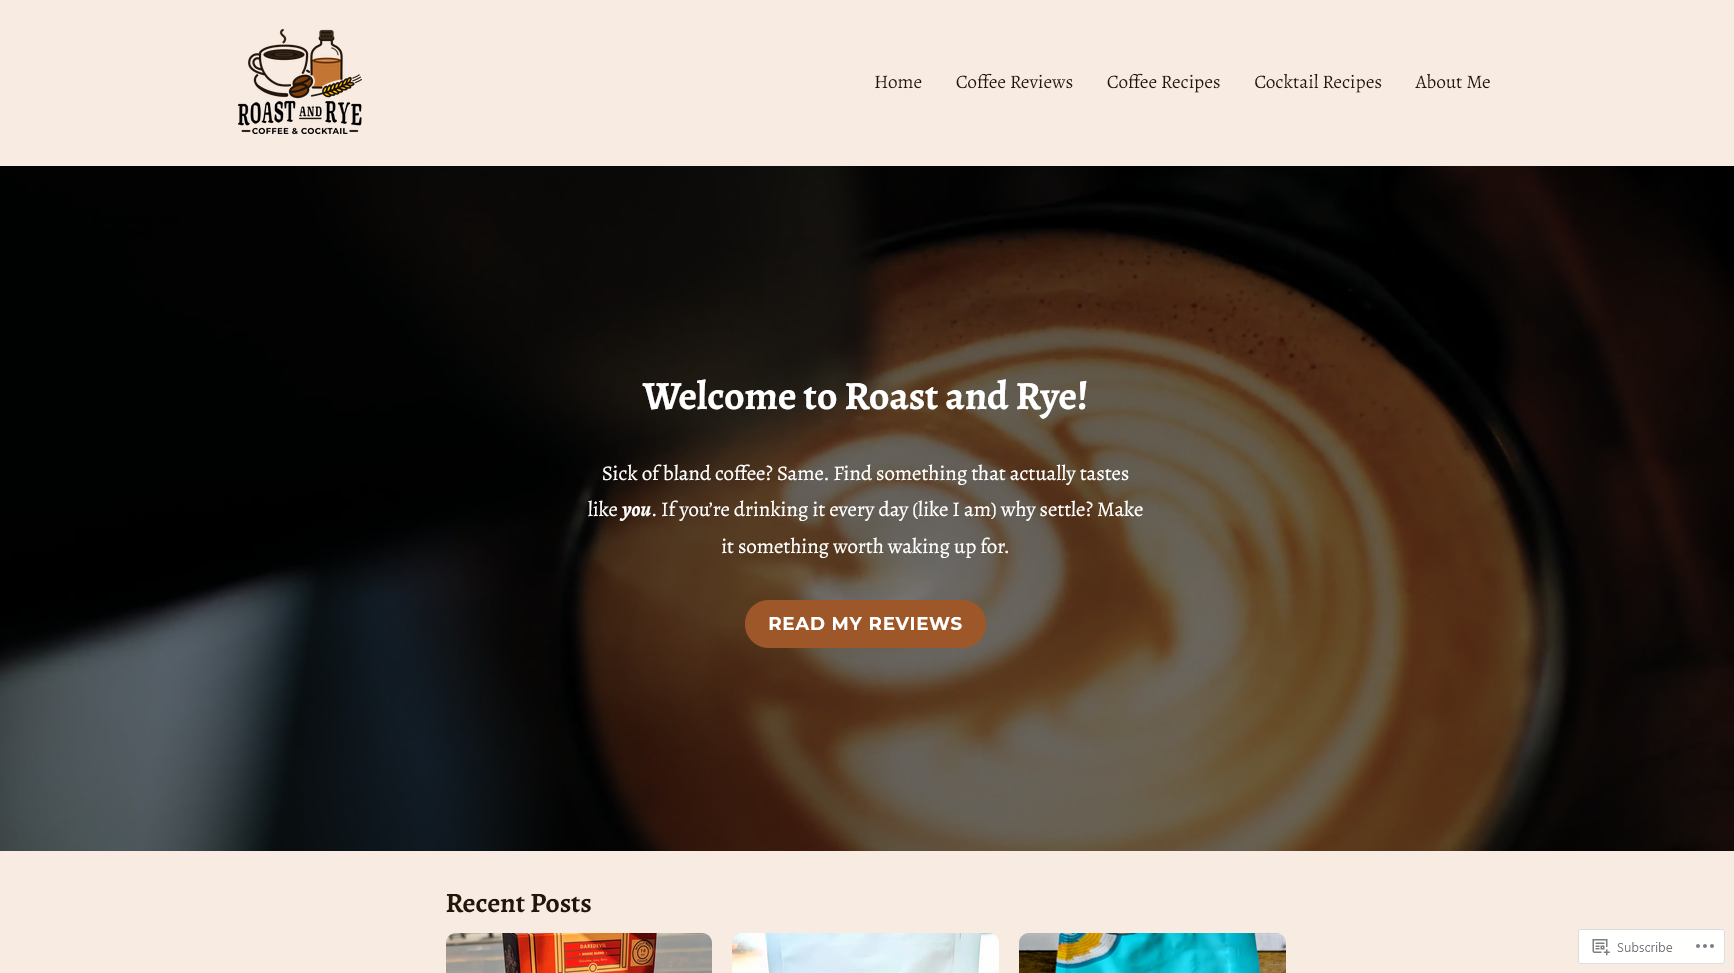 ROAST AND RYE
COFFEE & COCKTAIL
Home
Coffee Reviews
Coffee Recipes
Cocktail Recipes
About Me
Welcome to Roast and Rye!
Sick of bland coffee? Same. Find something that actually tastes
like you. If you’re drinking it every day (like I am) why settle? Make
it something worth waking up for.
READ MY REVIEWS
Recent Posts
DAREDEVIL
Subscribe